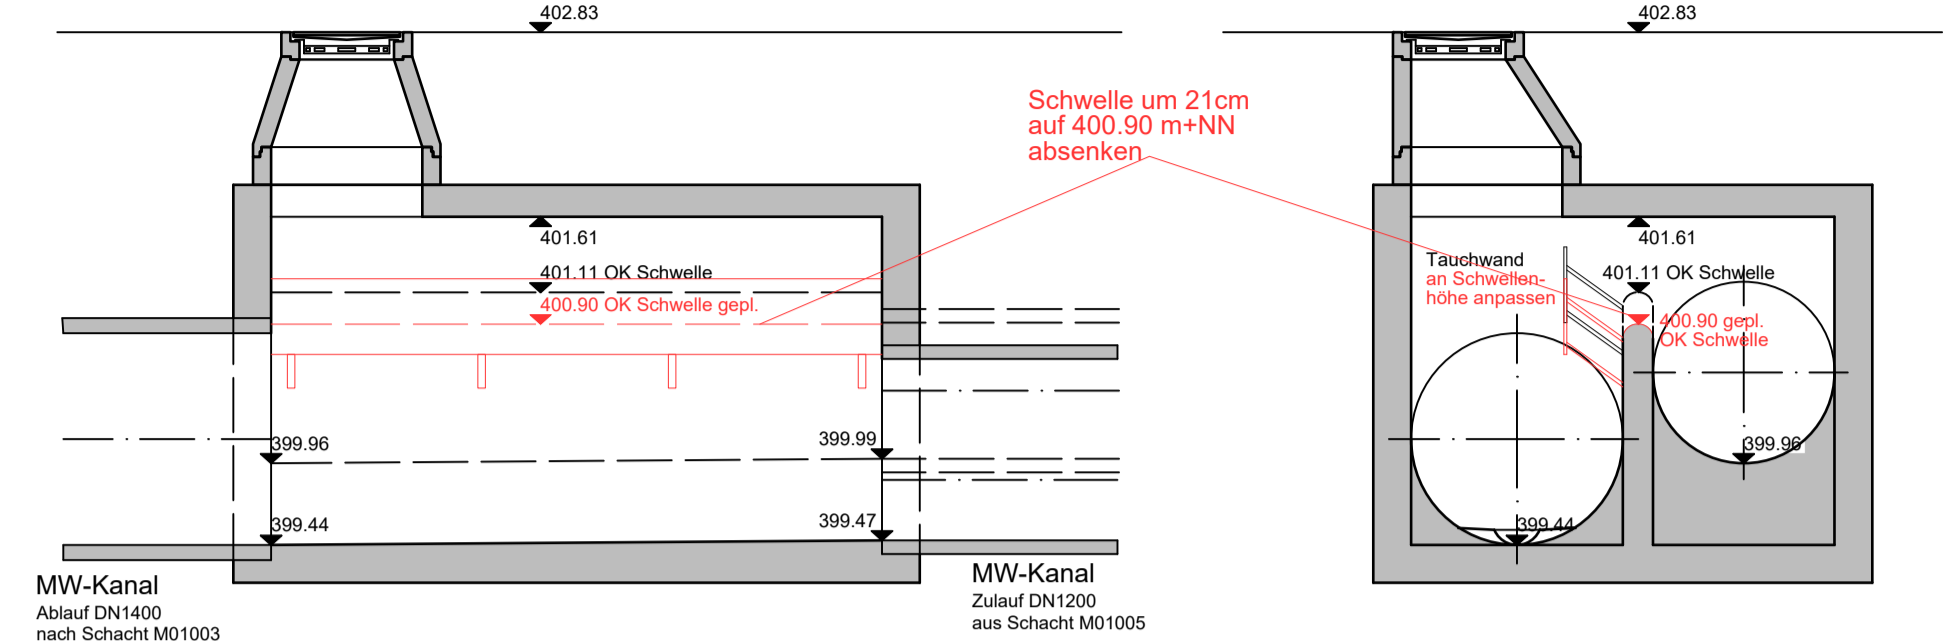 402.83
402.83
Schwelle um 21cm
auf 400.90 m+NN
absenken
401.61
401.11 OK Schwelle
400.90 OK Schwelle gepl.
399.96
399.99
399.44
399.47
MW-Kanal
Ablauf DN1400
nach Schacht M01003
MW-Kanal
Zulauf DN1200
aus Schacht M01005
401.61
Tauchwand
an Schwellen-
höhe anpassen
401.11 OK Schwelle
400.90 gepl.
OK Schwelle
399.96
399.44